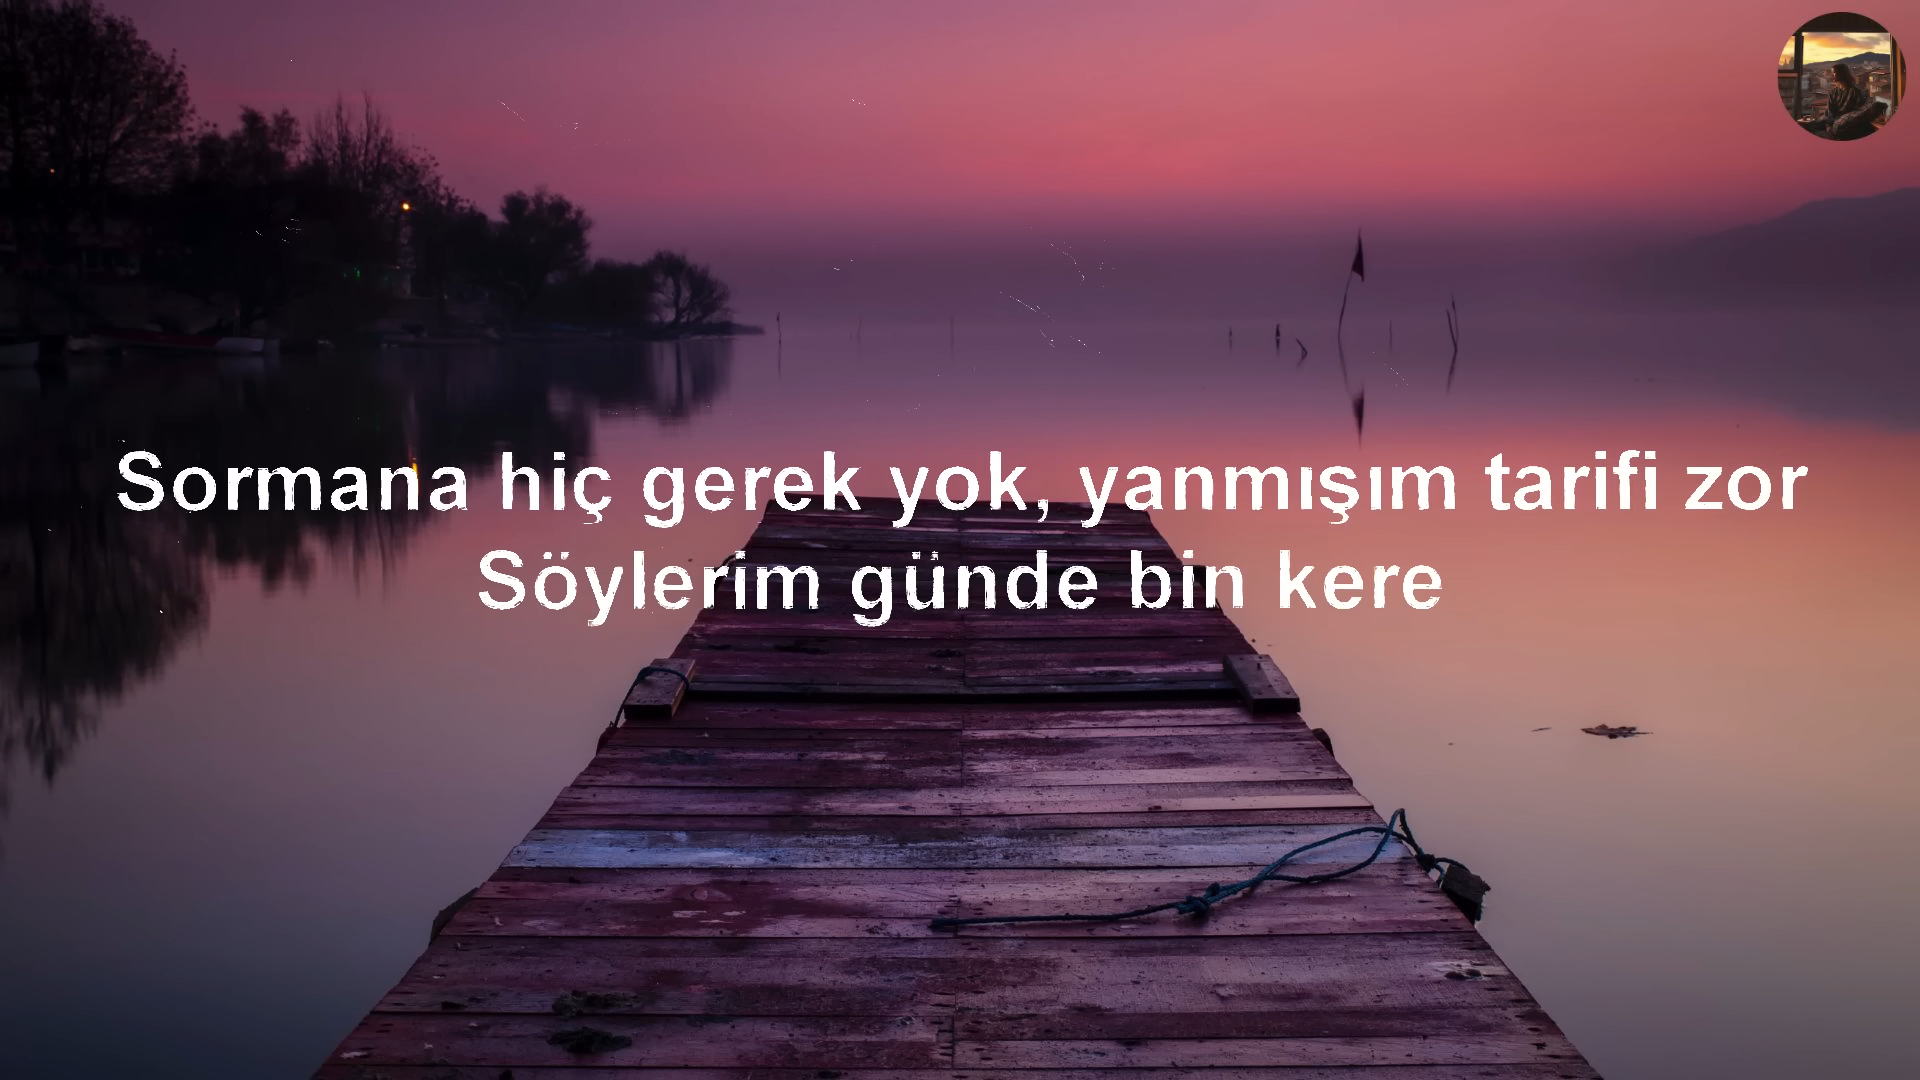 Sormana hiç gerek yok, yanmışım tarifi zor
Söylerim günde bin kere